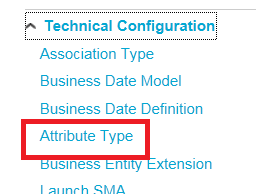 Technical Configuration
Association Type
Business Date Model
Business Date Definition
Attribute Type
Business Entity Extension
Launch SMA